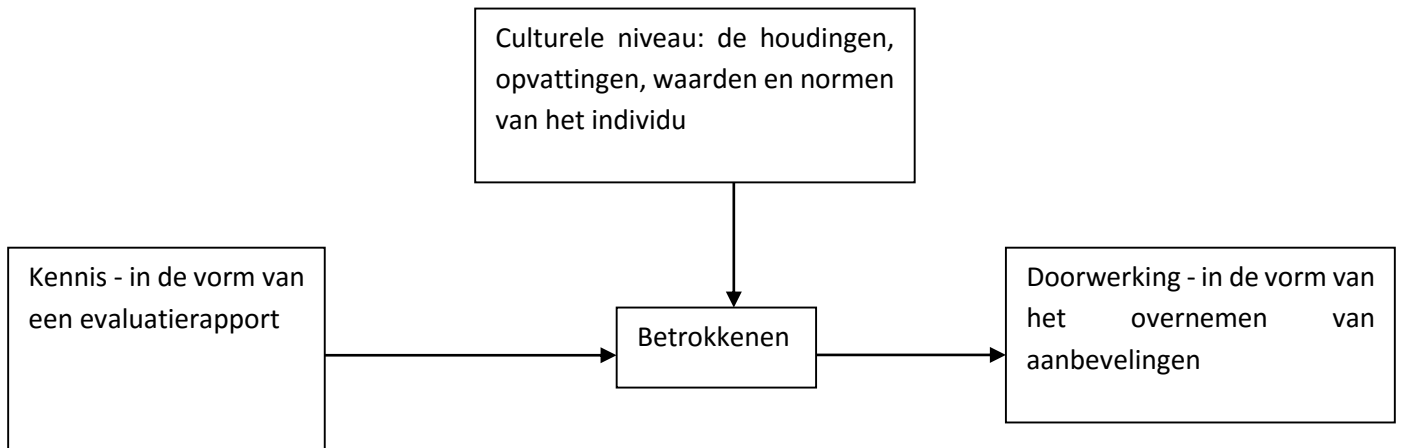 Culturele niveau: de houdingen,
opvattingen, waarden en normen
van het individu
Kennis - in de vorm van
een evaluatierapport
Betrokkenen
Doorwerking - in de vorm van
het overnemen van
aanbevelingen